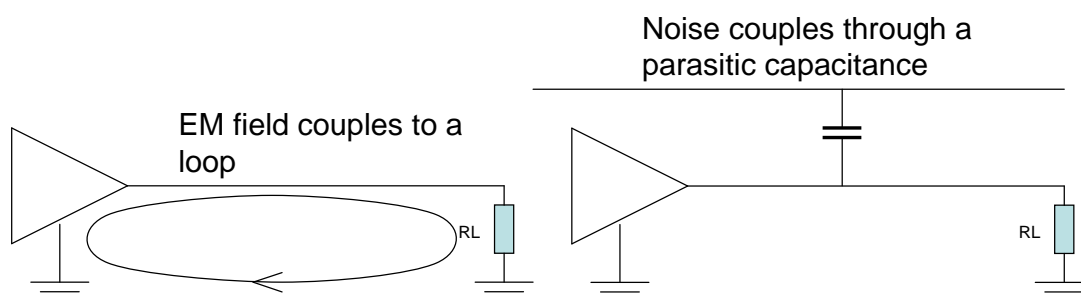 Noise couples through a
parasitic capacitance
EM field couples to a
loop
RL
RL